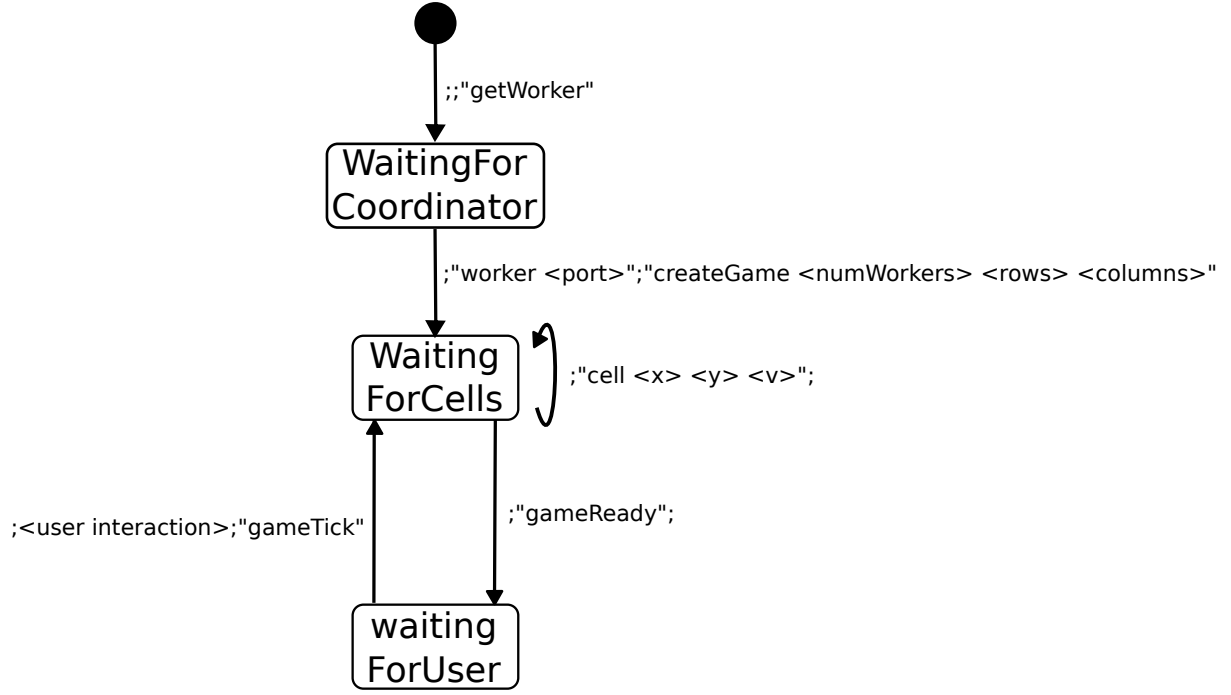 ;;"getWorker"
WaitingFor
Coordinator
;"worker <port>";"createGame <numWorkers> <rows> <columns>"
Waiting
ForCells
;"cell <x> <y> <v>";
;<user interaction>;"gameTick"
;"gameReady";
waiting
ForUser